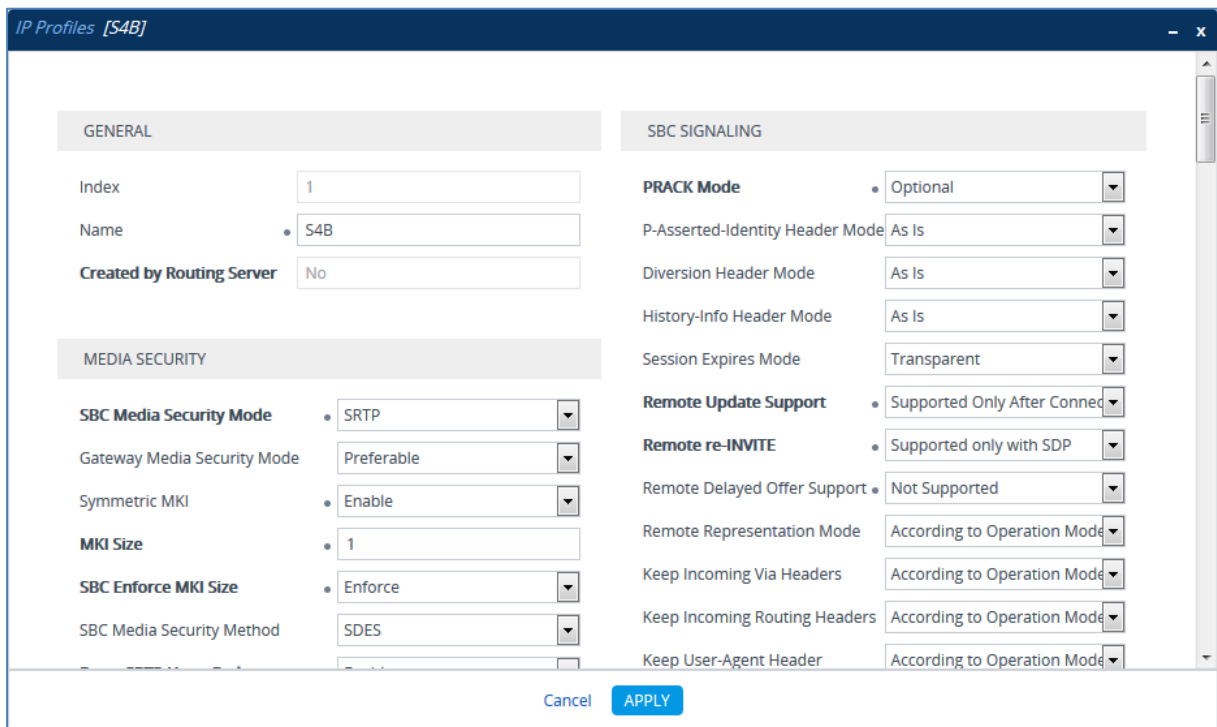 IP Profiles [S4B]
– x
GENERAL
Index 1
Name S4B
Created by Routing Server No
MEDIA SECURITY
SBC Media Security Mode SRTP
Gateway Media Security Mode Preferable
Symmetric MKI Enable
MKI Size 1
SBC Enforce MKI Size Enforce
SBC Media Security Method SDES
SBC SIGNALING
PRACK Mode Optional
P-Asserted-Identity Header Mode As Is
Diversion Header Mode As Is
History-Info Header Mode As Is
Session Expires Mode Transparent
Remote Update Support Supported Only After Connec
Remote re-INVITE Supported only with SDP
Remote Delayed Offer Support Not Supported
Remote Representation Mode According to Operation Mode
Keep Incoming Via Headers According to Operation Mode
Keep Incoming Routing Headers According to Operation Mode
Keep User-Agent Header According to Operation Mode
Cancel APPLY